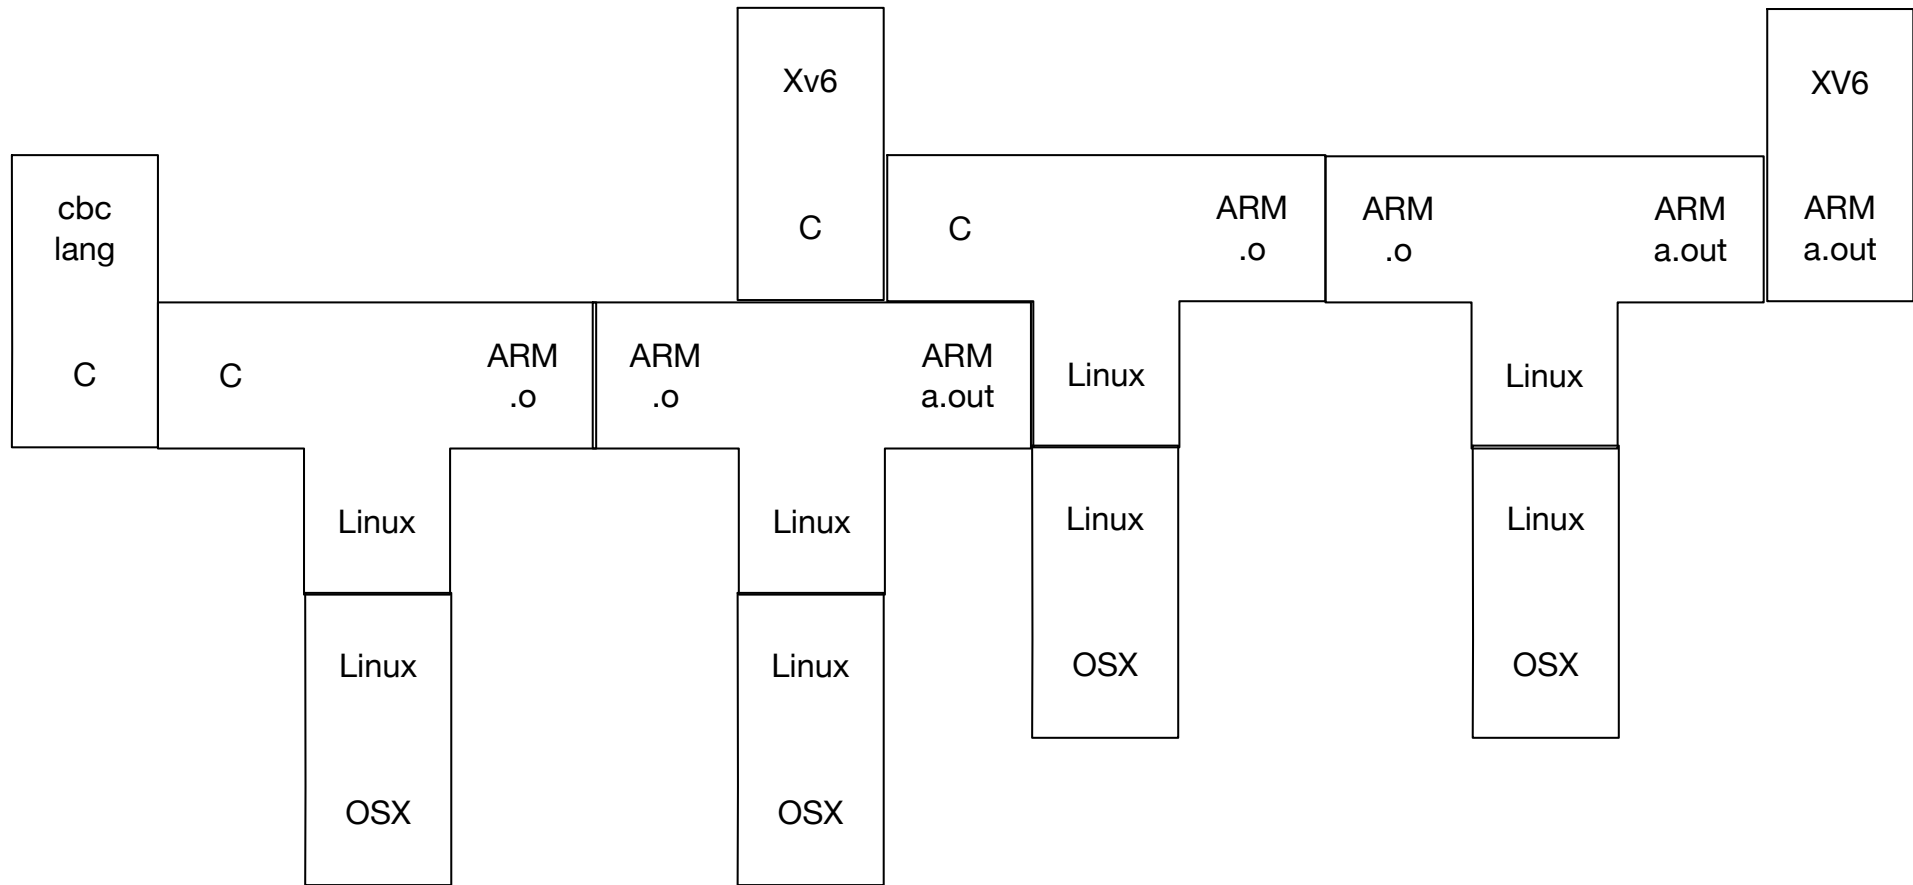 Xv6
XV6
cbc
lang
C
C
ARM
.o
ARM
.o
ARM
a.out
ARM
a.out
C
C
ARM
.o
ARM
.o
ARM
a.out
Linux
Linux
Linux
Linux
Linux
Linux
Linux
Linux
OSX
OSX
OSX
OSX